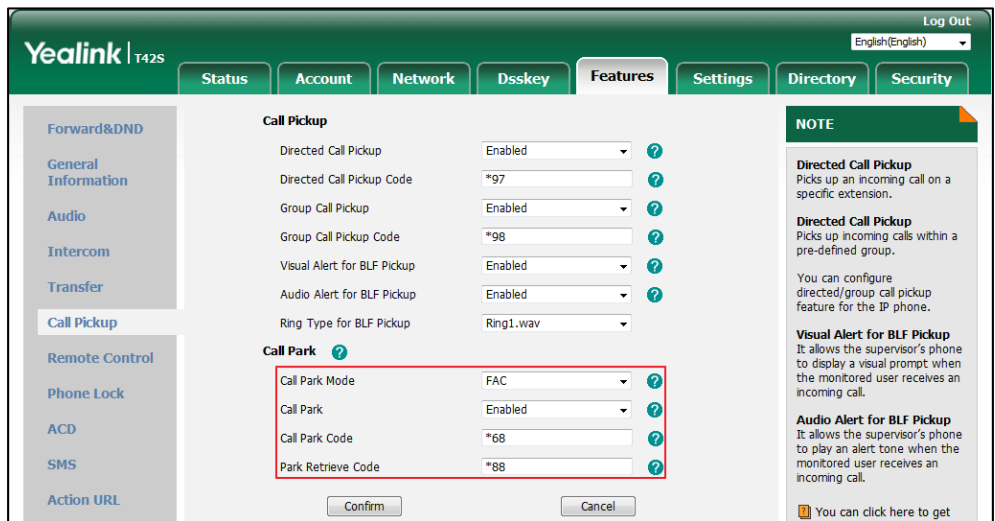 Log Out
Yealink | T42S
English(English)
Status Account Network Dsskey Features Settings Directory Security
Forward&DND
General
Information
Audio
Intercom
Transfer
Call Pickup
Remote Control
Phone Lock
ACD
SMS
Action URL
Call Pickup
Directed Call Pickup Enabled ?
Directed Call Pickup Code *97 ?
Group Call Pickup Enabled ?
Group Call Pickup Code *98 ?
Visual Alert for BLF Pickup Enabled ?
Audio Alert for BLF Pickup Enabled ?
Ring Type for BLF Pickup Ring1.wav
Call Park ?
Call Park Mode FAC ?
Call Park Enabled ?
Call Park Code *68 ?
Park Retrieve Code *88 ?
Confirm Cancel
NOTE
Directed Call Pickup
Picks up an incoming call on a
specific extension.
Directed Call Pickup
Picks up incoming calls within a
pre-defined group.
You can configure
directed/group call pickup
feature for the IP phone.
Visual Alert for BLF Pickup
It allows the supervisor's phone
to display a visual prompt when
the monitored user receives an
incoming call.
Audio Alert for BLF Pickup
It allows the supervisor's phone
to play an alert tone when the
monitored user receives an
incoming call.
? You can click here to get